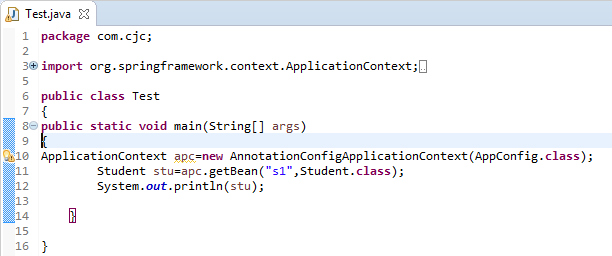 Test.java
1 package com.cjc;
2
3 import org.springframework.context.ApplicationContext;
5
6 public class Test
7 {
8 public static void main(String[] args)
9 {
10 ApplicationContext apc=new AnnotationConfigApplicationContext(AppConfig.class);
11 Student stu=apc.getBean("s1",Student.class);
12 System.out.println(stu);
13
14 }
15
16 }